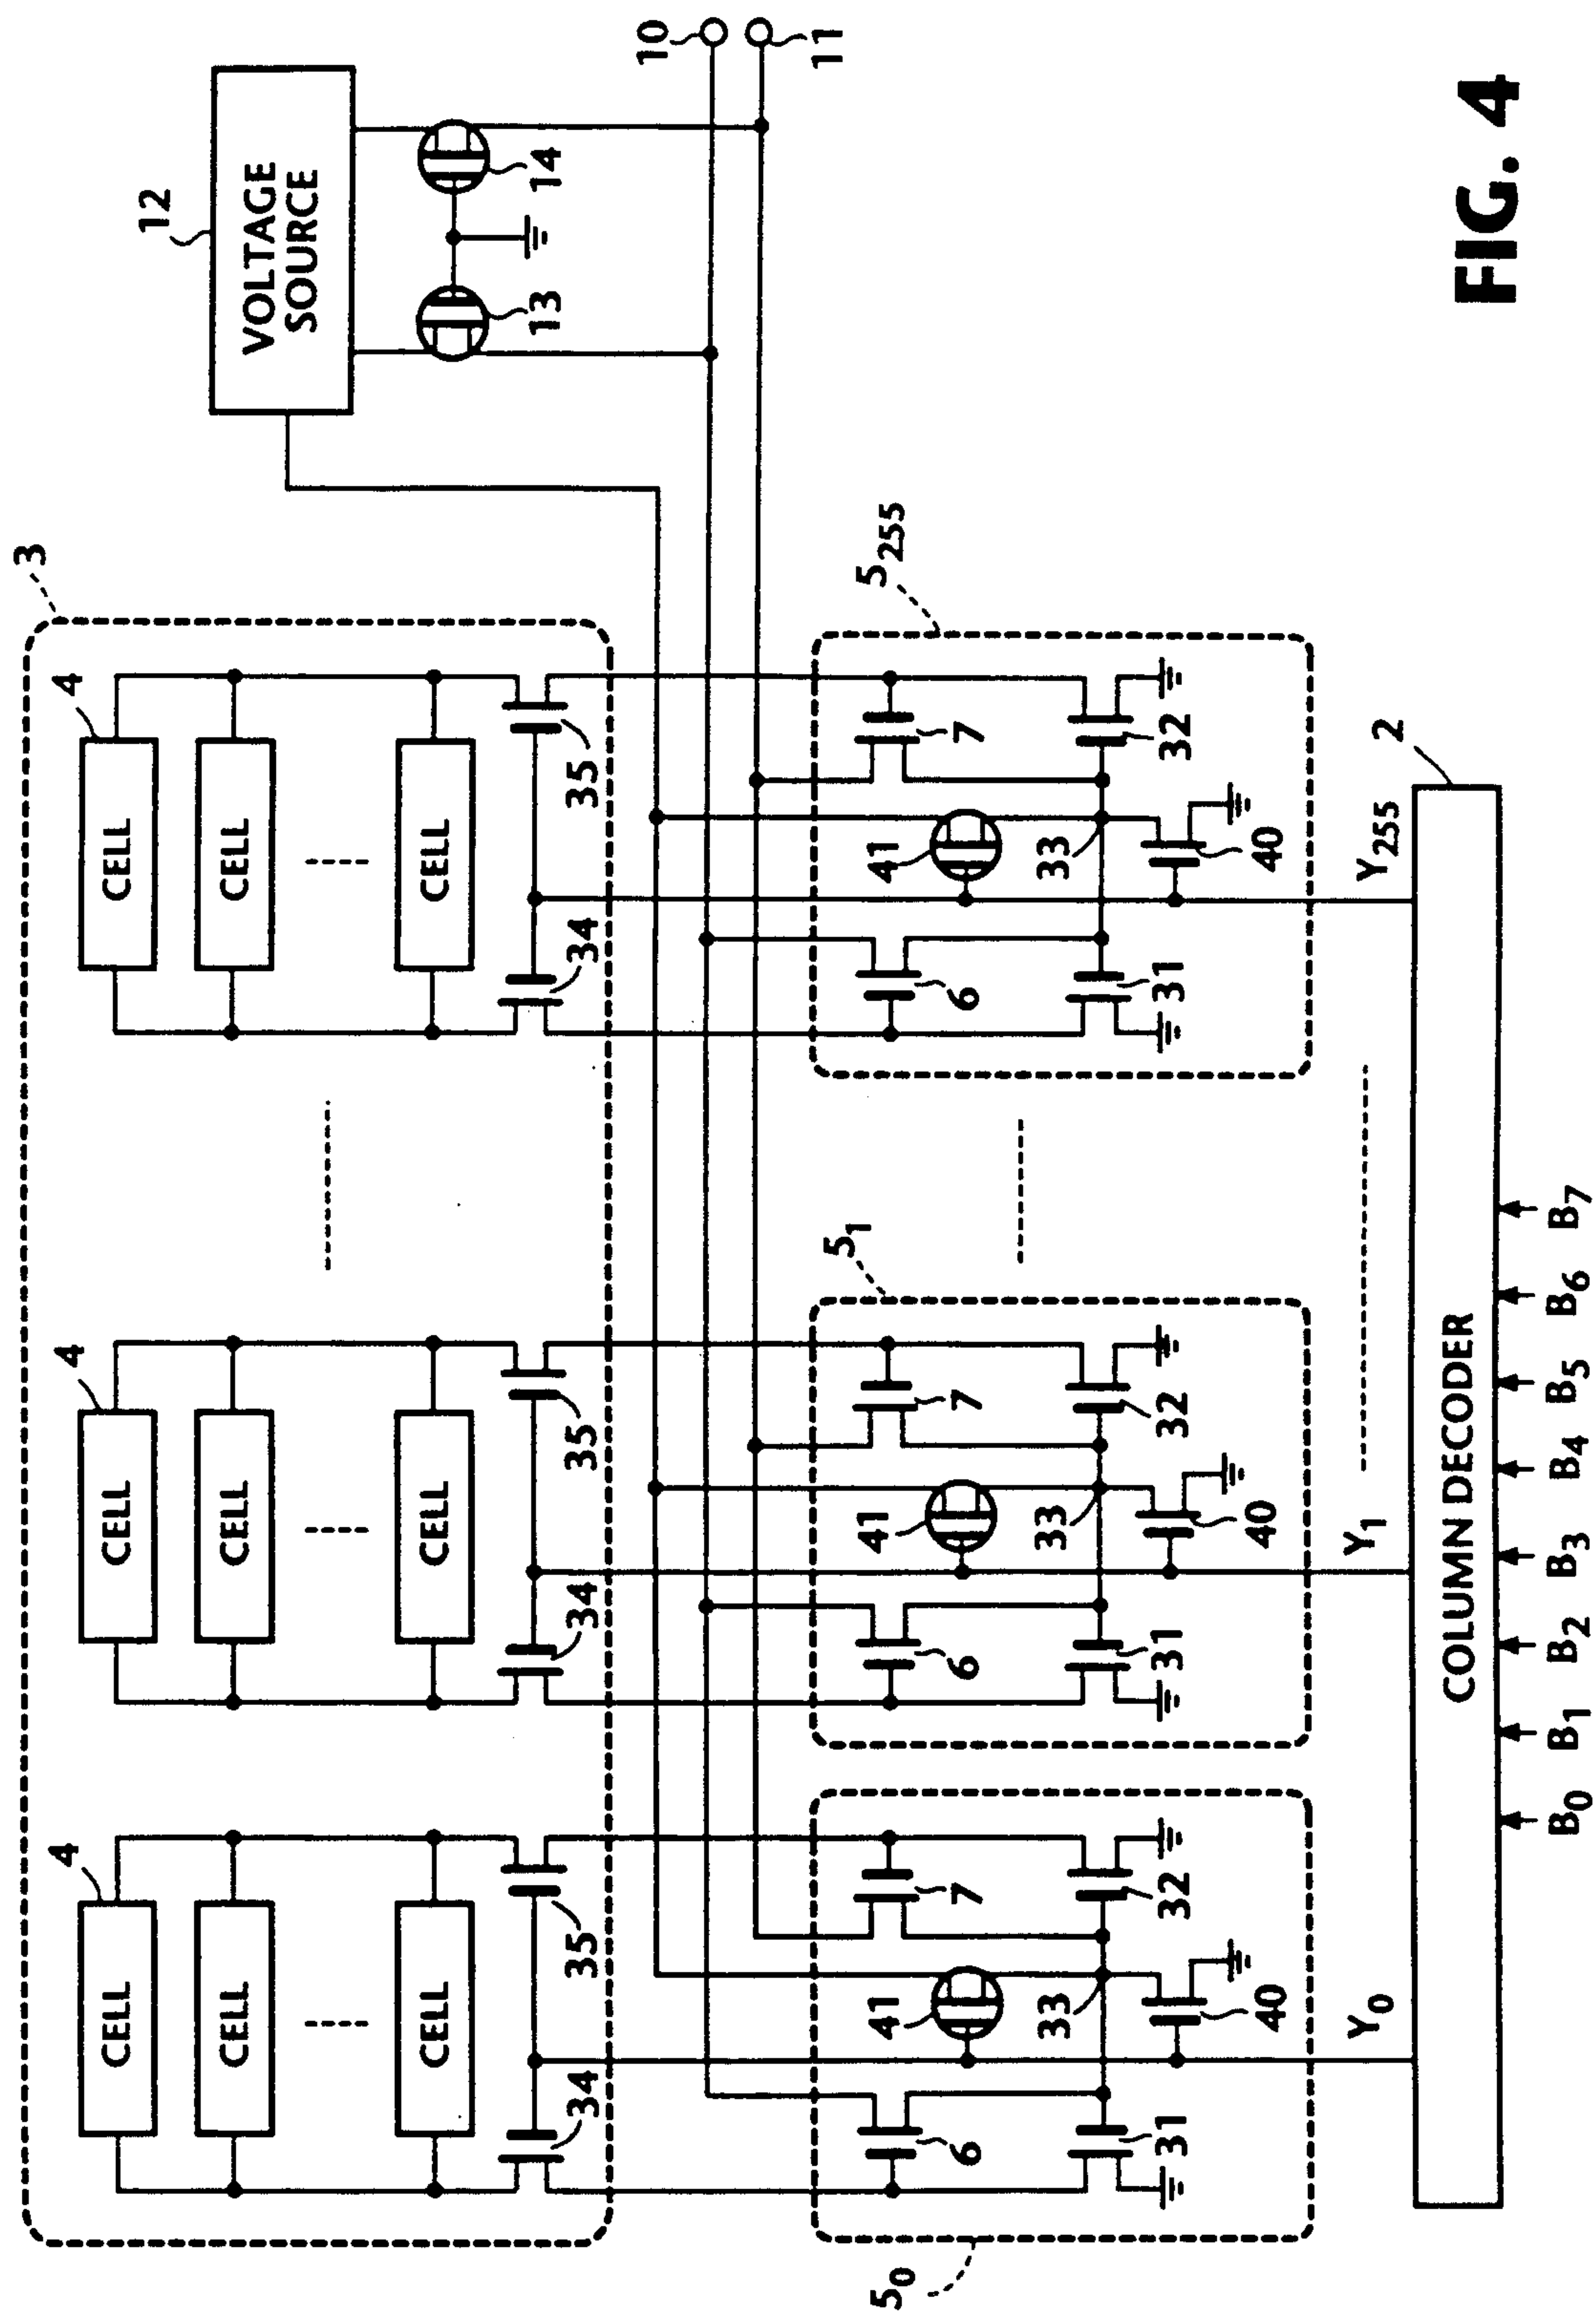 3
12
VOLTAGE SOURCE
10
11
13
14
4
CELL
CELL
CELL
34
35
4
CELL
CELL
CELL
34
35
4
CELL
CELL
CELL
34
35
5₀
6
7
41
33
31
32
40
5₁
6
7
41
33
31
32
40
5₂₅₅
6
7
41
33
31
32
40
Y₀
Y₁
Y₂₅₅
2
COLUMN DECODER
B₀ B₁ B₂ B₃ B₄ B₅ B₆ B₇
FIG. 4